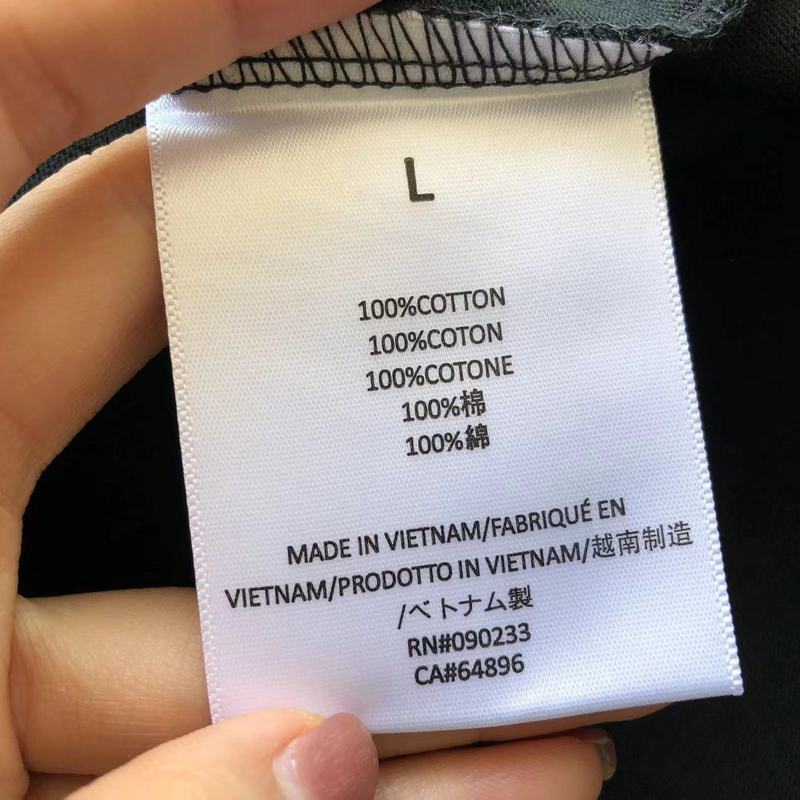 L
100%COTTON
100%COTON
100%COTONE
100%棉
100%綿
MADE IN VIETNAM/FABRIQUÉ EN
VIETNAM/PRODOTTO IN VIETNAM/越南制造
/ベトナム製
RN#090233
CA#64896